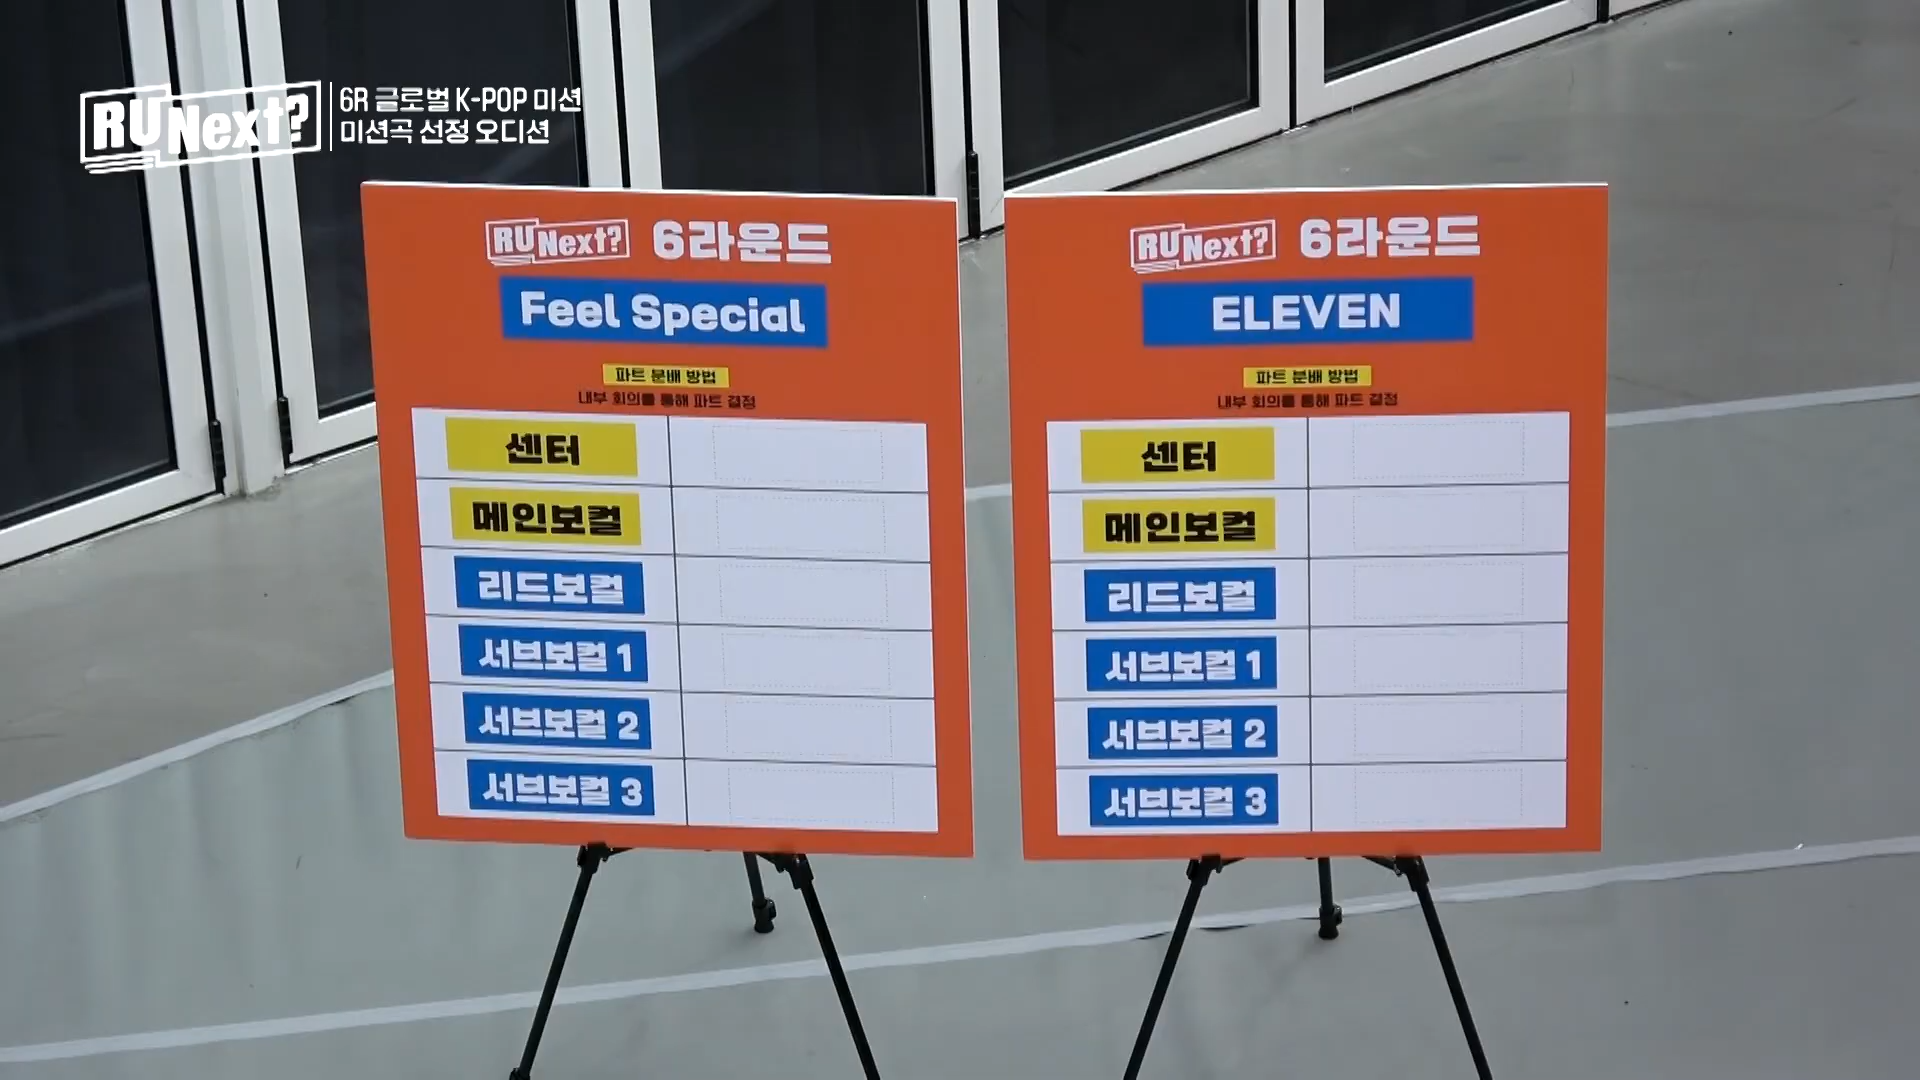 RU Next?
6R 글로벌 K-POP 미션
미션곡 선정 오디션
RU Next? 6라운드
Feel Special
파트 분배 방법
내부 회의를 통해 파트 결정
센터
메인보컬
리드보컬
서브보컬 1
서브보컬 2
서브보컬 3
RU Next? 6라운드
ELEVEN
파트 분배 방법
내부 회의를 통해 파트 결정
센터
메인보컬
리드보컬
서브보컬 1
서브보컬 2
서브보컬 3